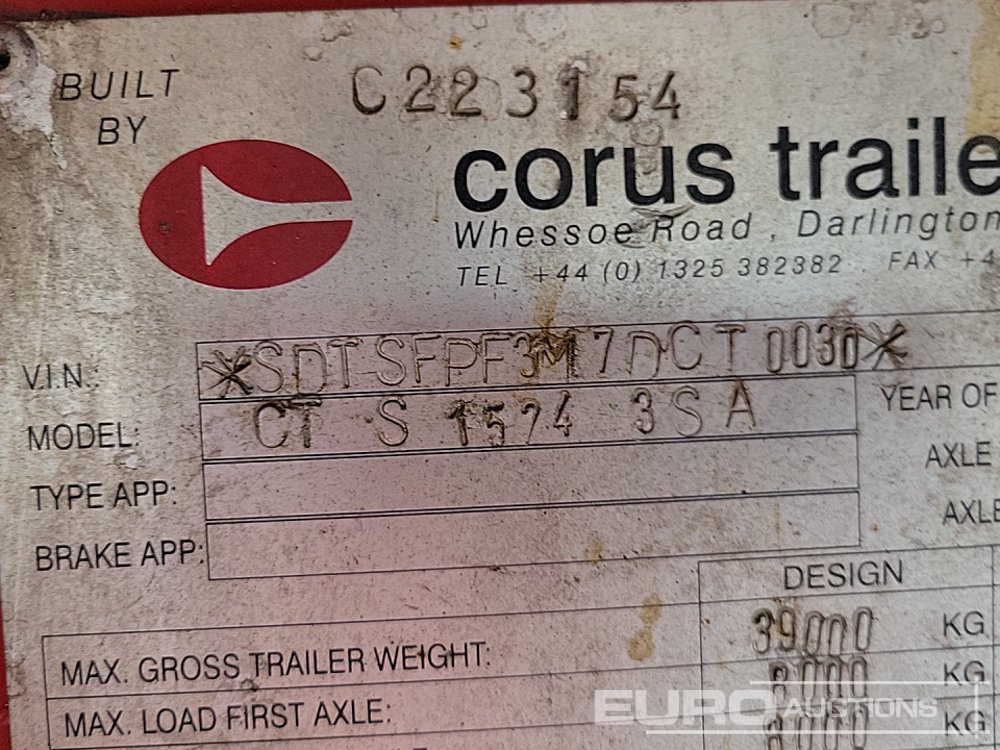 BUILT
BY
C223154
corus traile
Whessoe Road, Darlington
TEL +44 (0) 1325 382382. FAX +4
V.I.N.: *SDTSFPF3M7DCT0030*
MODEL: CT S 1574 3SA YEAR OF
TYPE APP: AXLE
BRAKE APP: AXLE
DESIGN
MAX. GROSS TRAILER WEIGHT: 39000 KG
MAX. LOAD FIRST AXLE: 8000 KG
KG
EURO AUCTIONS